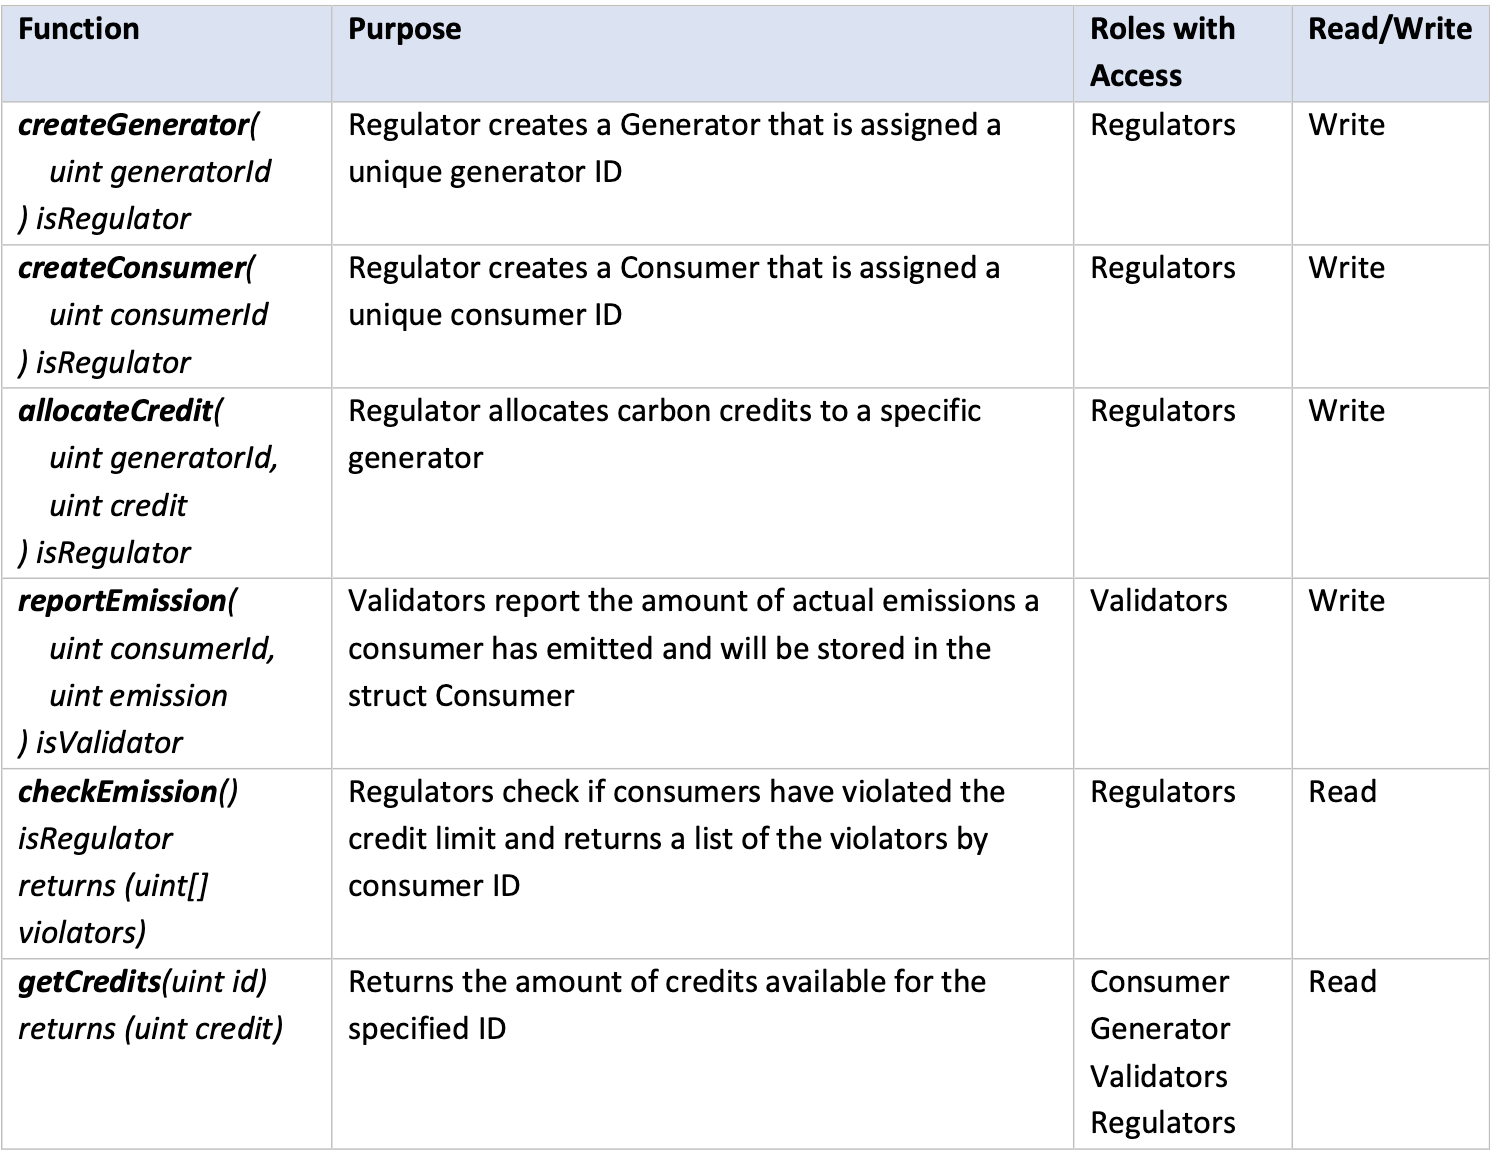 Function
Purpose
Roles with
Access
Read/Write
createGenerator(
uint generatorId
) isRegulator
Regulator creates a Generator that is assigned a
unique generator ID
Regulators
Write
createConsumer(
uint consumerId
) isRegulator
Regulator creates a Consumer that is assigned a
unique consumer ID
Regulators
Write
allocateCredit(
uint generatorId,
uint credit
) isRegulator
Regulator allocates carbon credits to a specific
generator
Regulators
Write
reportEmission(
uint consumerId,
uint emission
) isValidator
Validators report the amount of actual emissions a
consumer has emitted and will be stored in the
struct Consumer
Validators
Write
checkEmission()
isRegulator
returns (uint[]
violators)
Regulators check if consumers have violated the
credit limit and returns a list of the violators by
consumer ID
Regulators
Read
getCredits(uint id)
returns (uint credit)
Returns the amount of credits available for the
specified ID
Consumer
Generator
Validators
Regulators
Read